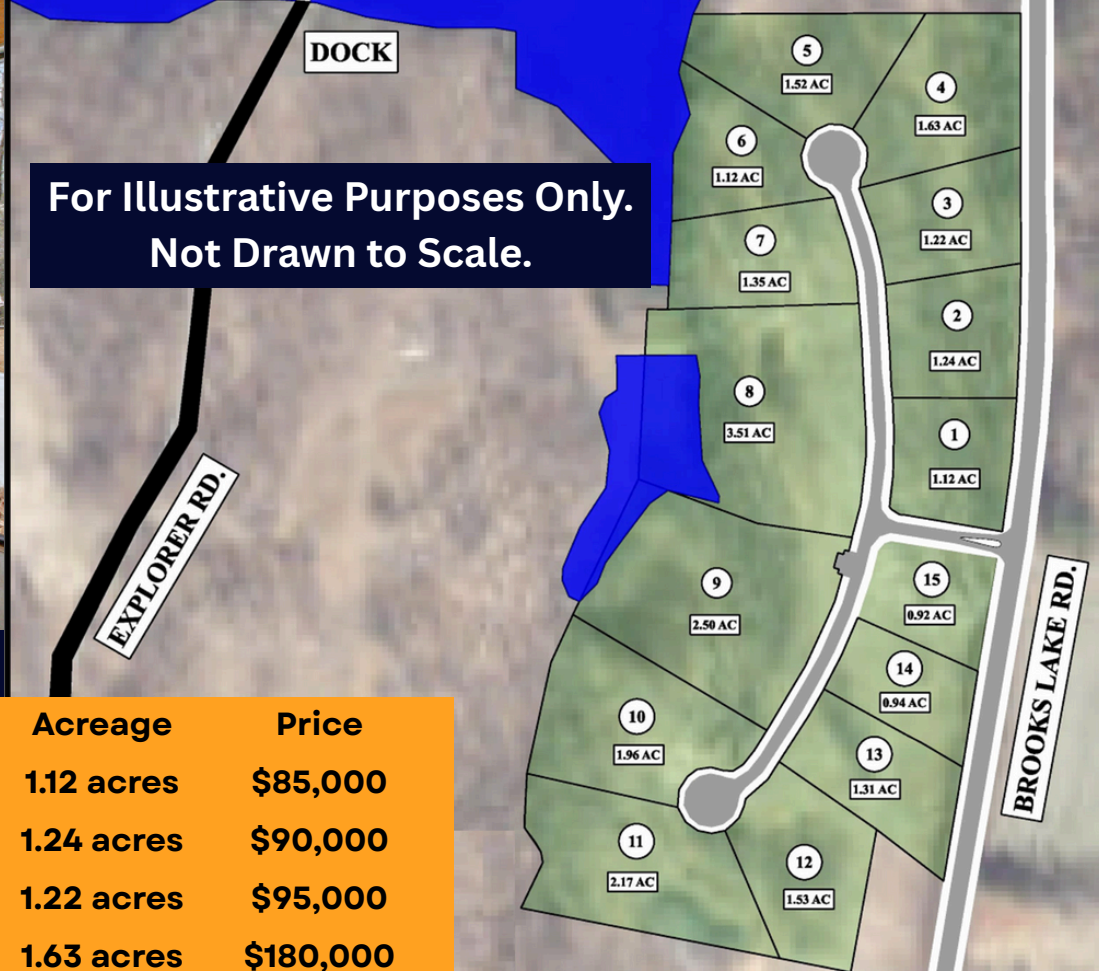 DOCK
For Illustrative Purposes Only.
Not Drawn to Scale.
5
1.52 AC
4
1.63 AC
6
1.12 AC
3
1.22 AC
7
1.35 AC
2
1.24 AC
8
3.51 AC
1
1.12 AC
EXPLORER RD.
9
2.50 AC
15
0.92 AC
14
0.94 AC
BROOKS LAKE RD.
10
1.96 AC
13
1.31 AC
11
2.17 AC
12
1.53 AC
Acreage Price
1.12 acres $85,000
1.24 acres $90,000
1.22 acres $95,000
1.63 acres $180,000